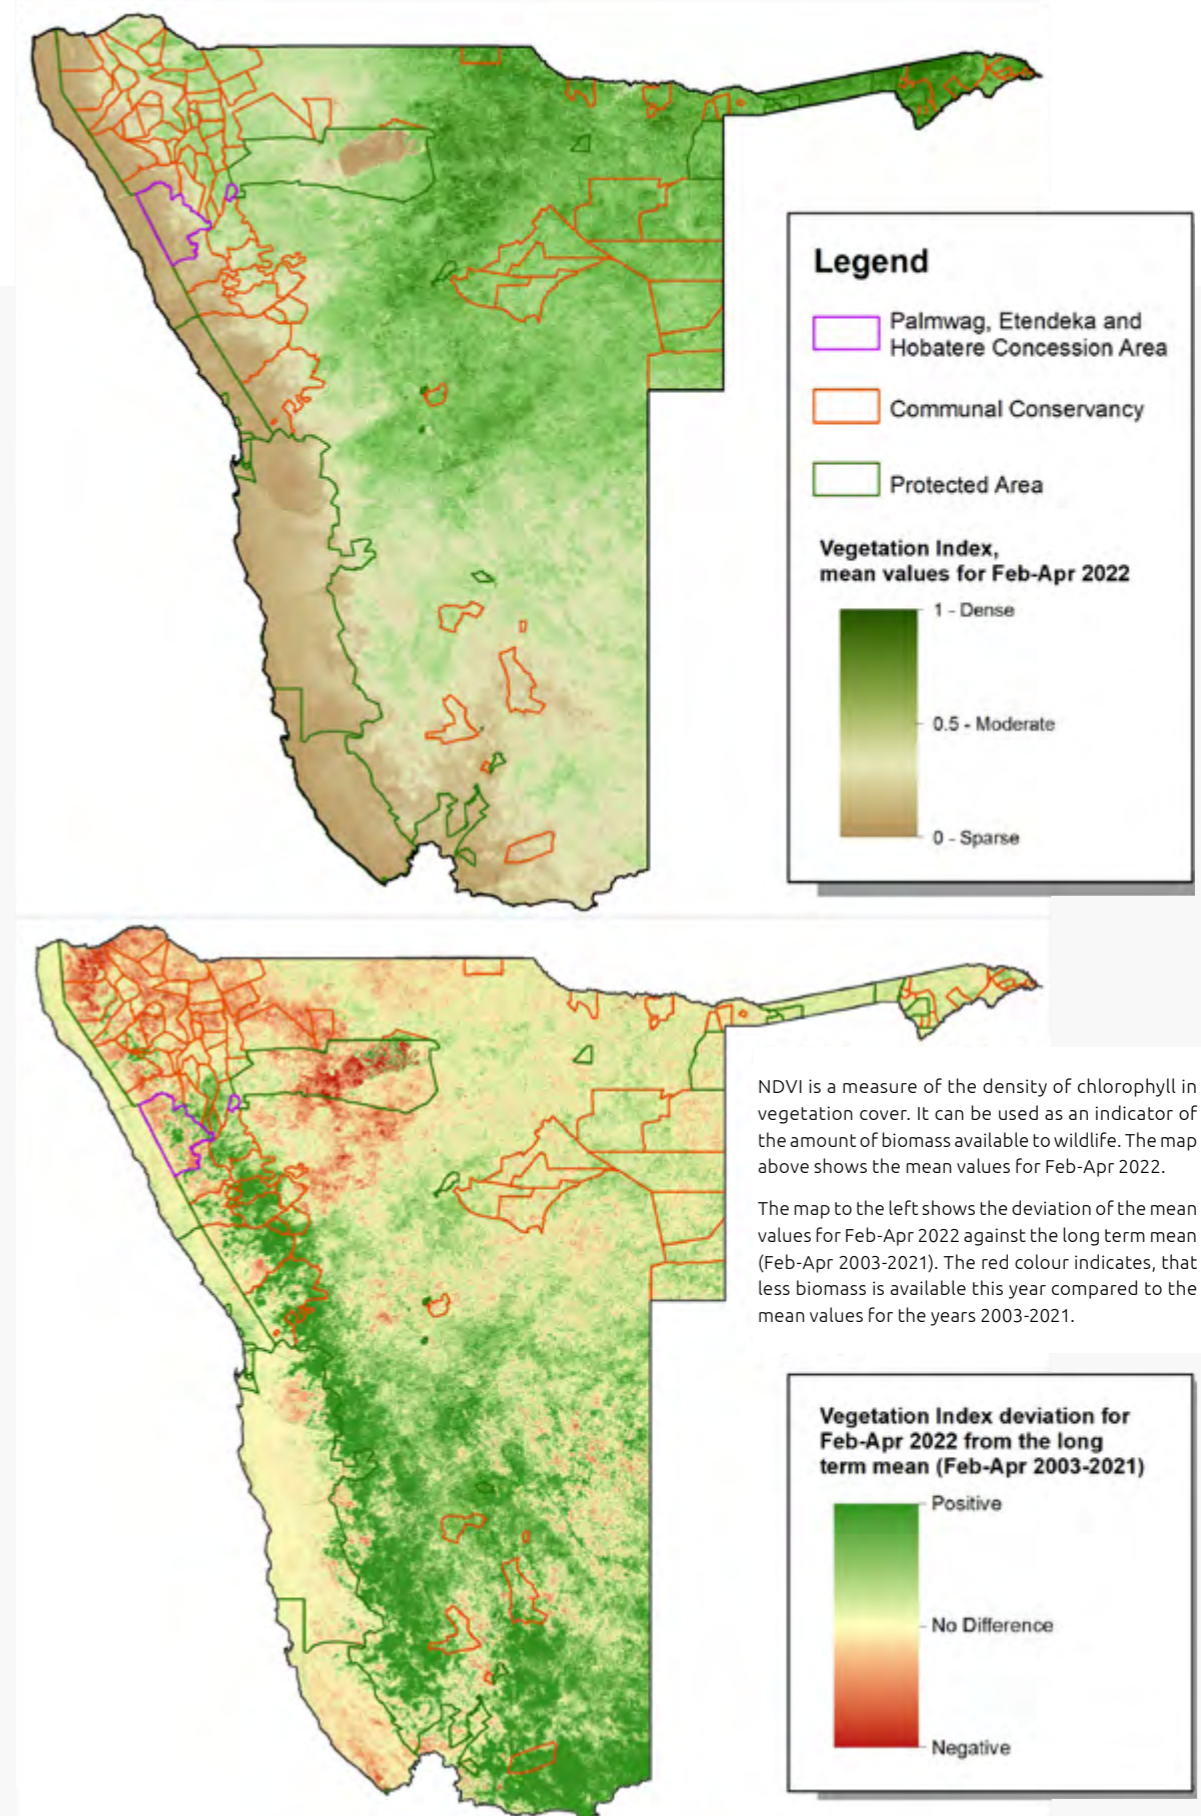 Legend
Palmwag, Etendeka and
Hobatere Concession Area
Communal Conservancy
Protected Area
Vegetation Index,
mean values for Feb-Apr 2022
1 - Dense
0.5 - Moderate
0 - Sparse
NDVI is a measure of the density of chlorophyll in
vegetation cover. It can be used as an indicator of
the amount of biomass available to wildlife. The map
above shows the mean values for Feb-Apr 2022.
The map to the left shows the deviation of the mean
values for Feb-Apr 2022 against the long term mean
(Feb-Apr 2003-2021). The red colour indicates, that
less biomass is available this year compared to the
mean values for the years 2003-2021.
Vegetation Index deviation for
Feb-Apr 2022 from the long
term mean (Feb-Apr 2003-2021)
Positive
No Difference
Negative